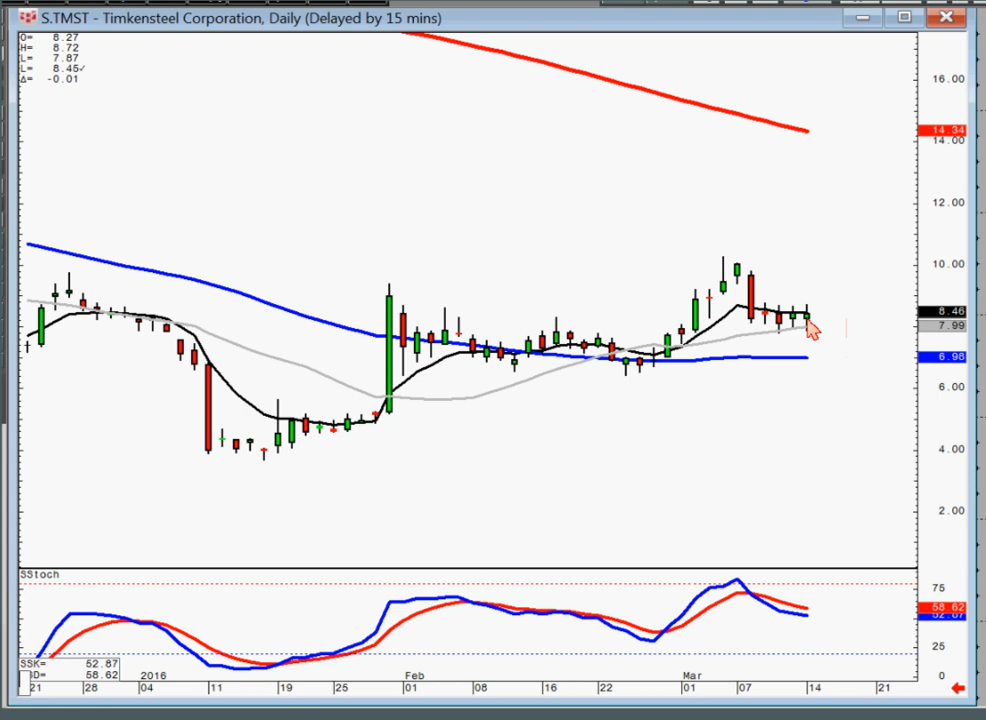 S.TMST - Timkensteel Corporation, Daily (Delayed by 15 mins)
O= 8.27
H= 8.72
L= 7.87
L= 8.45✓
Δ= -0.01
16.00
14.34
14.00
12.00
10.00
8.46
7.99
6.98
6.00
4.00
2.00
SStoch
75
58.62
25
0
SSK= 52.87
58.62
21 28 2016 04 11 19 25 Feb 01 08 16 22 Mar 01 07 14 21